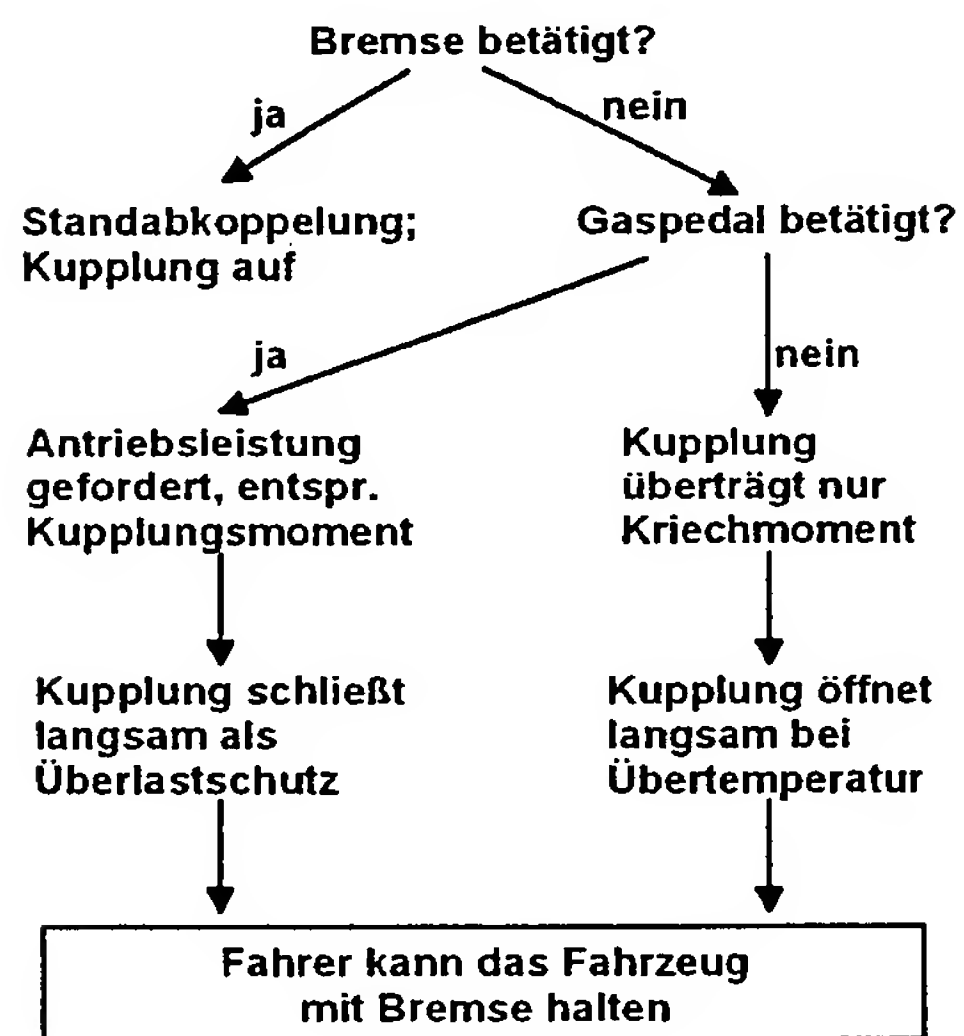 Bremse betätigt?
ja
nein
Standabkoppelung;
Kupplung auf
Gaspedal betätigt?
ja
nein
Antriebsleistung
gefordert, entspr.
Kupplungsmoment
Kupplung
überträgt nur
Kriechmoment
Kupplung schließt
langsam als
Überlastschutz
Kupplung öffnet
langsam bei
Übertemperatur
Fahrer kann das Fahrzeug
mit Bremse halten